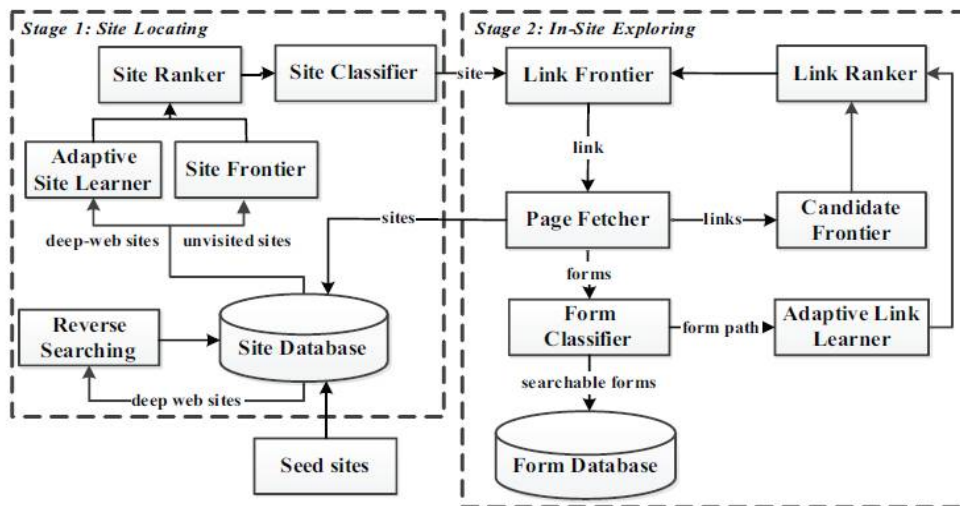 Stage 1: Site Locating
Site Ranker
Site Classifier
site
Adaptive
Site Learner
Site Frontier
deep-web sites
unvisited sites
Reverse
Searching
Site Database
deep web sites
Seed sites
Stage 2: In-Site Exploring
Link Frontier
Link Ranker
link
sites
Page Fetcher
links
Candidate
Frontier
forms
Form
Classifier
form path
Adaptive Link
Learner
searchable forms
Form Database